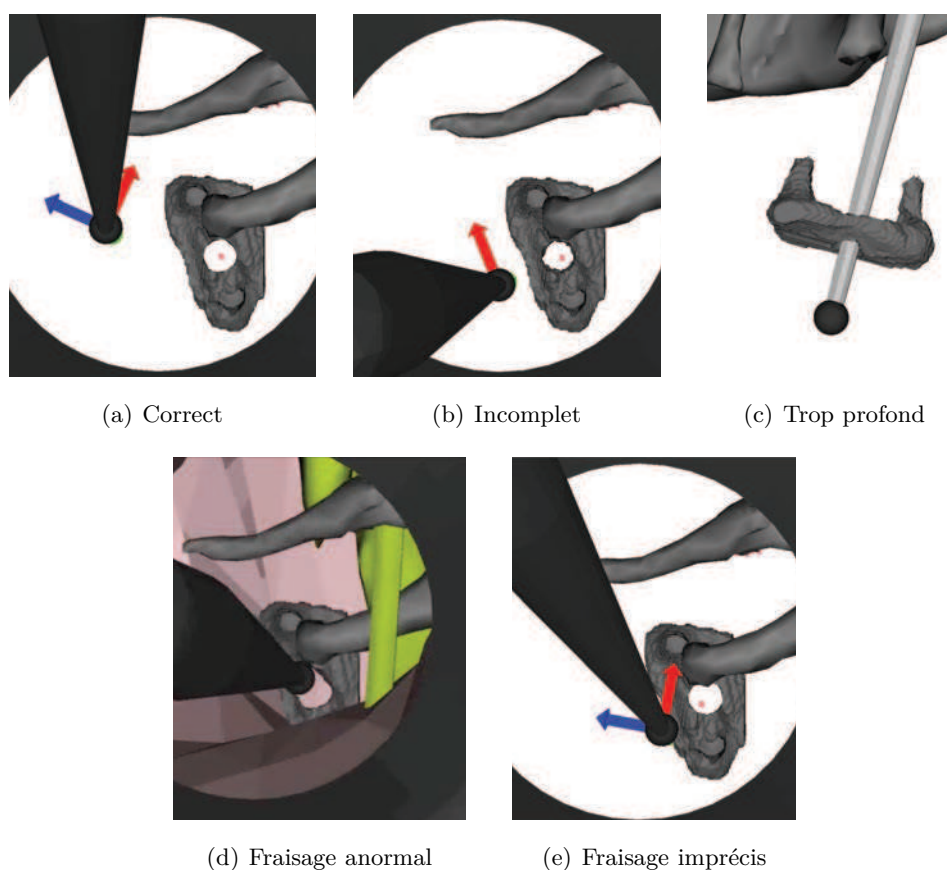 (a) Correct
(b) Incomplet
(c) Trop profond
(d) Fraisage anormal
(e) Fraisage imprécis